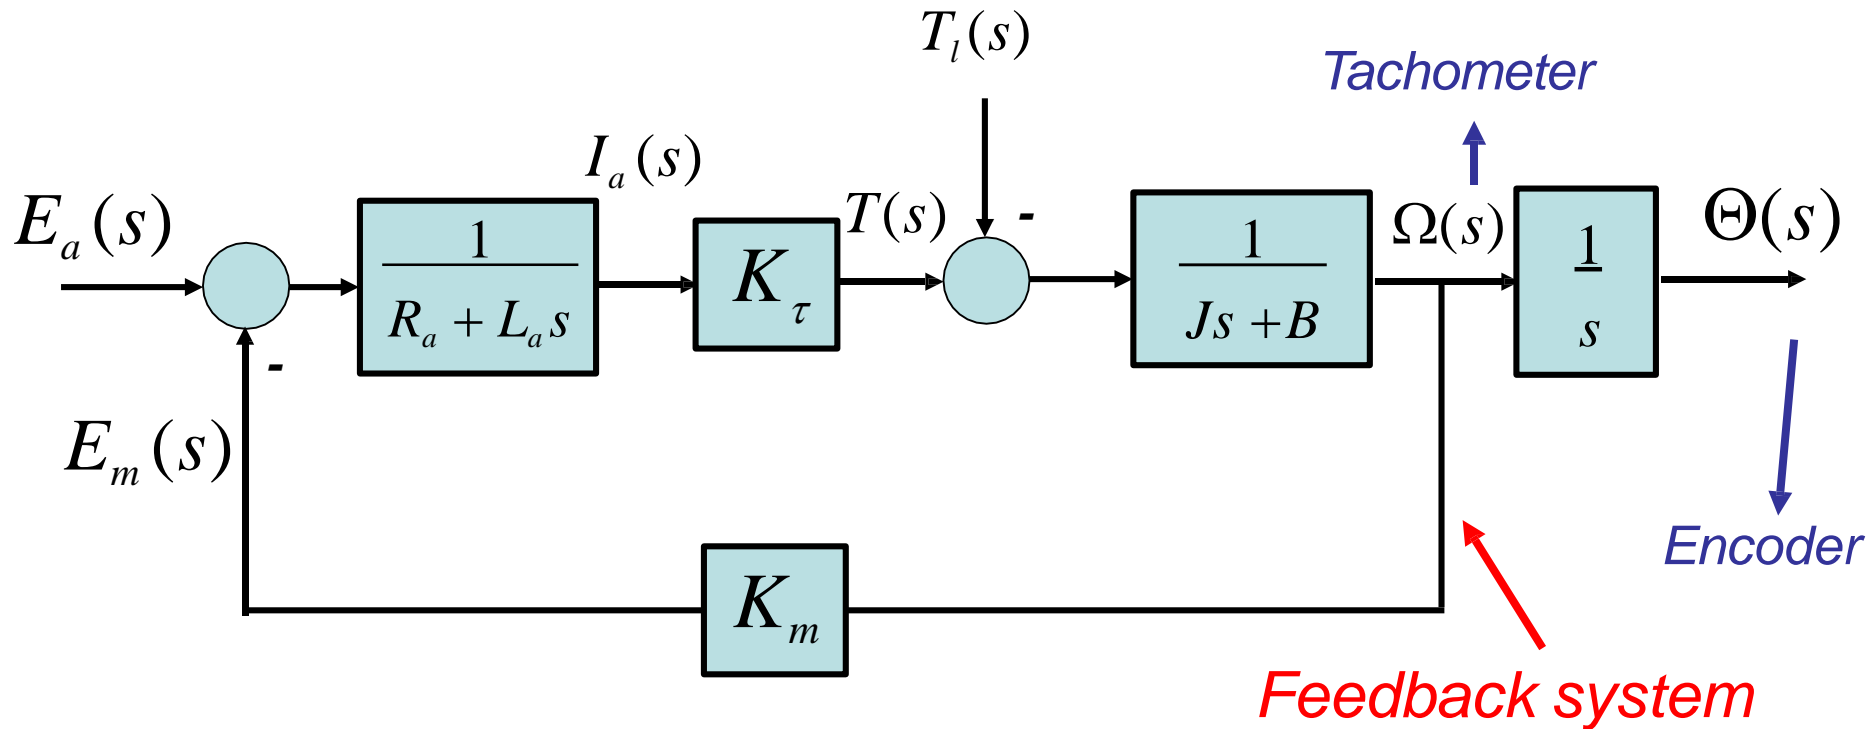 T_l(s)
Tachometer
I_a(s)
E_a(s)
1
R_a + L_a s
K_τ
T(s)
-
1
Js + B
Ω(s)
1
s
Θ(s)
-
E_m(s)
K_m
Encoder
Feedback system